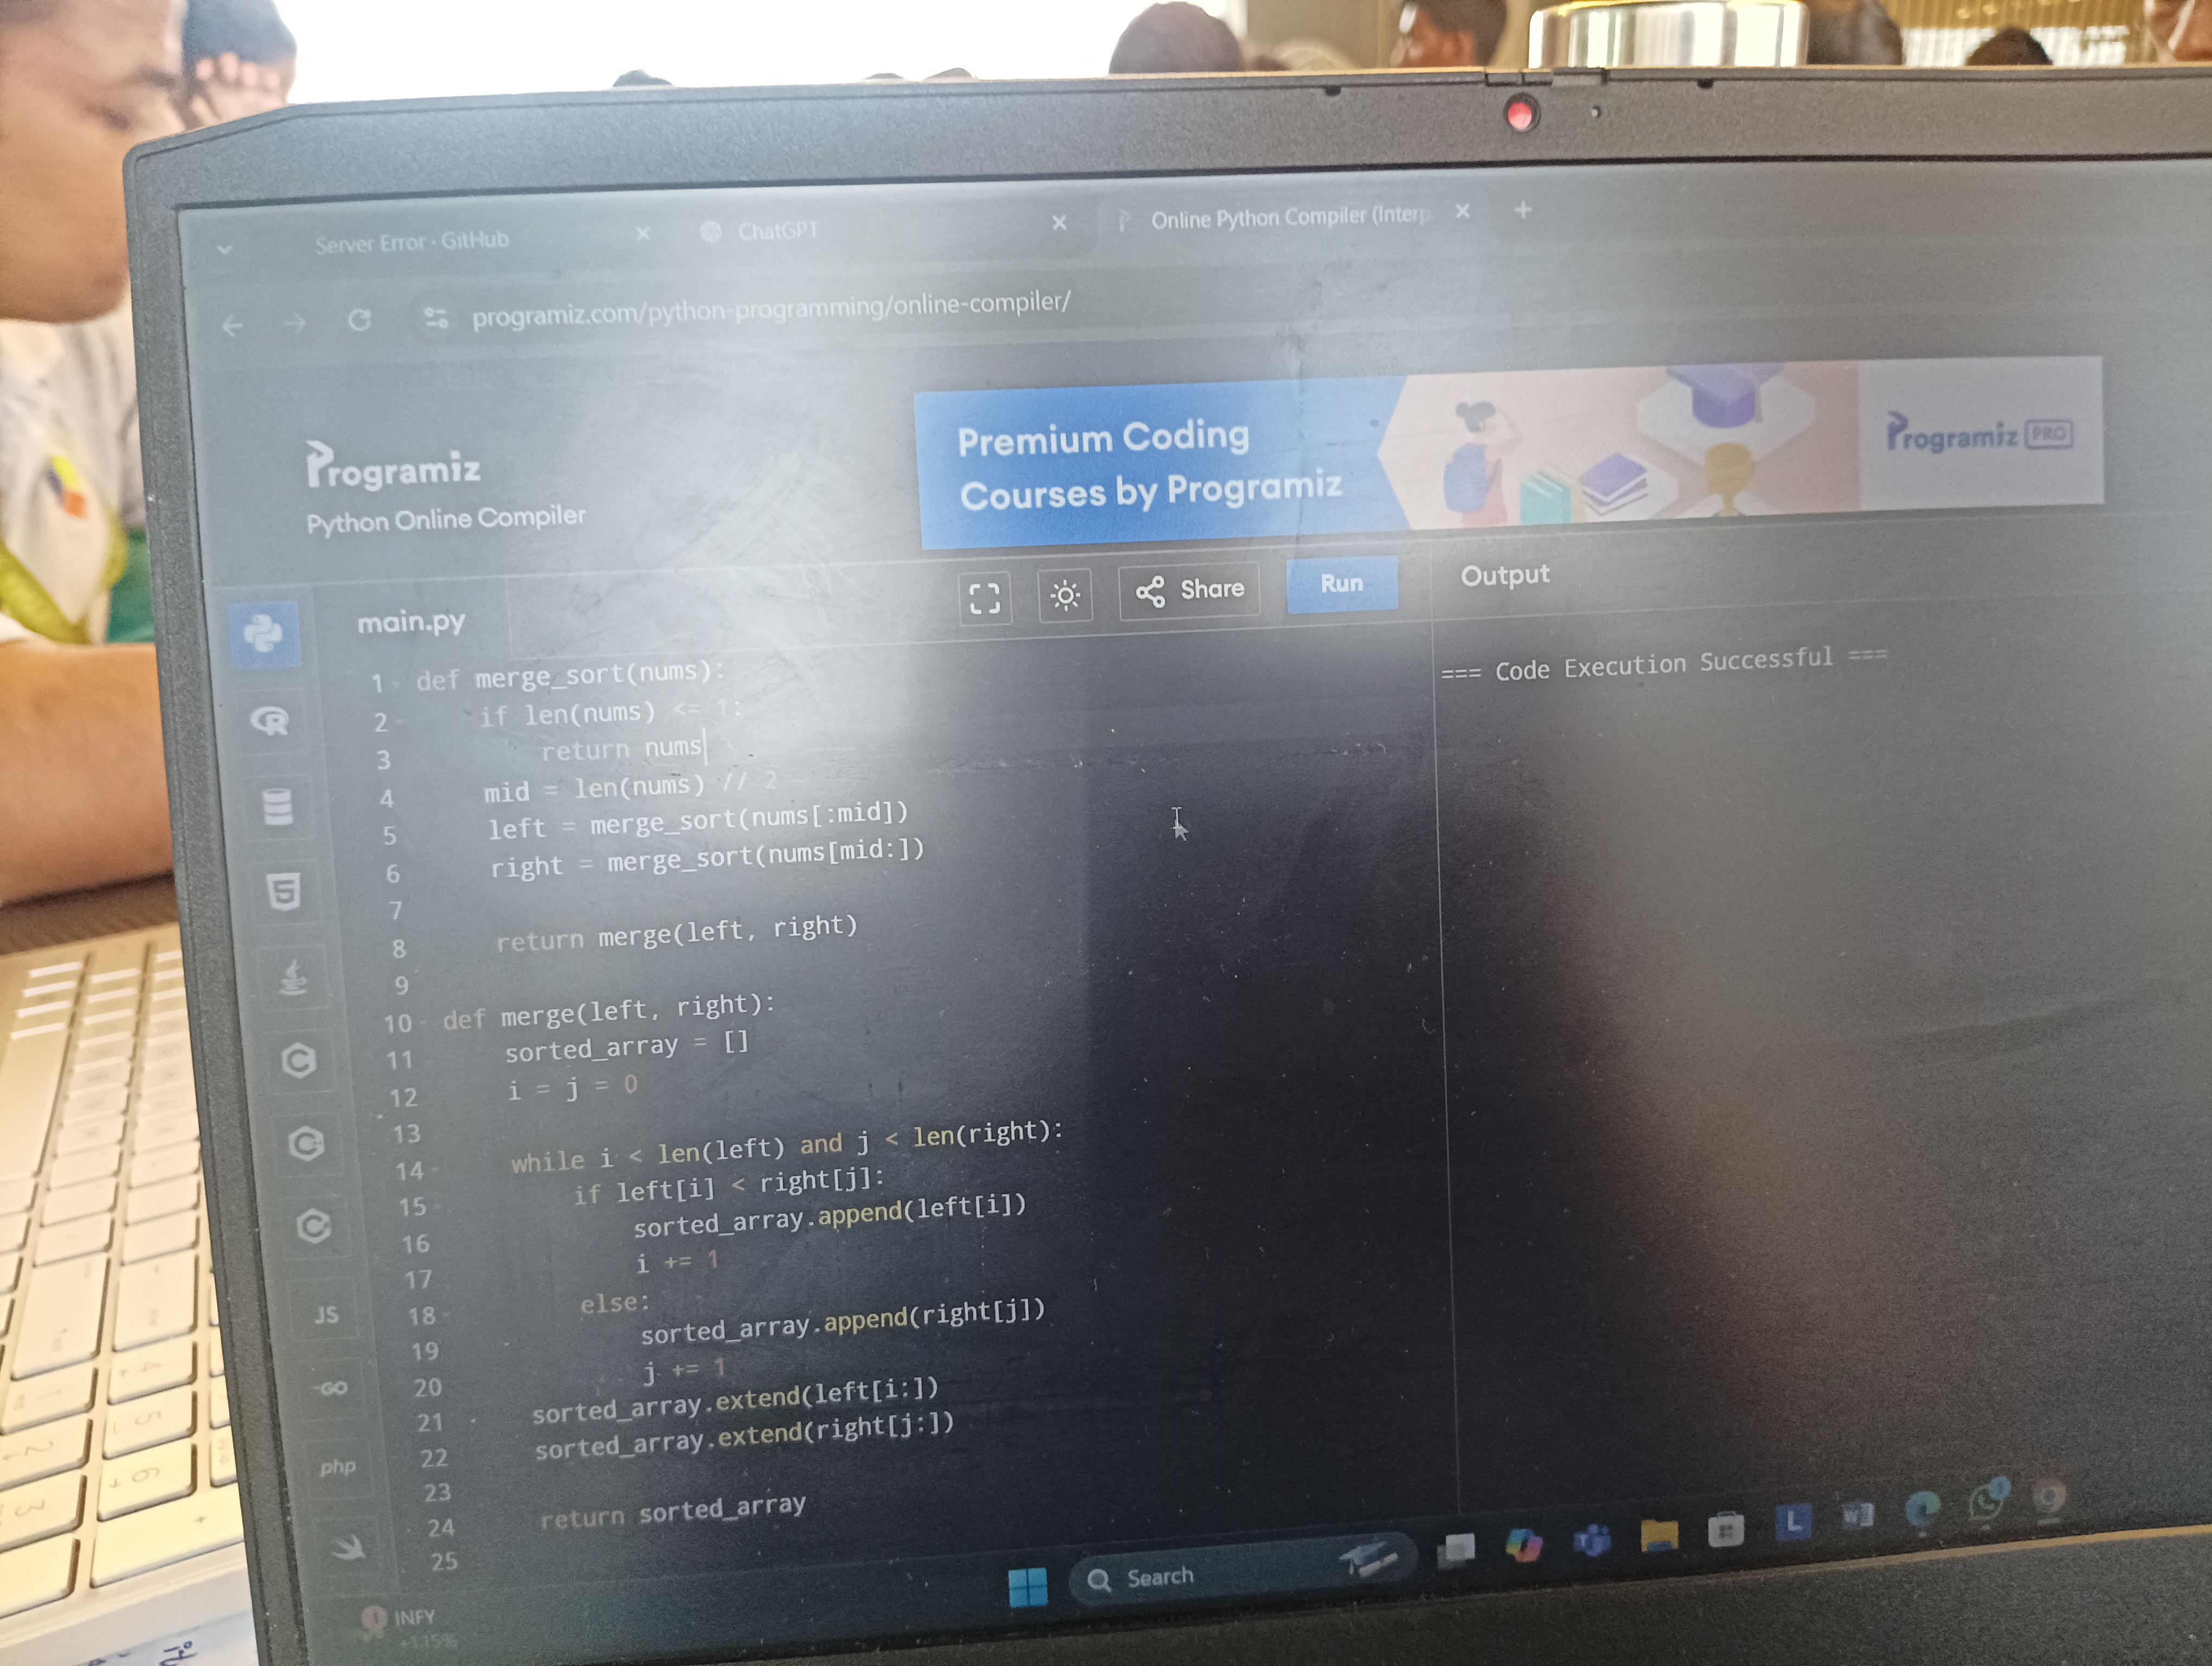 Server Error · GitHub
ChatGPT
Online Python Compiler (Interp
programiz.com/python-programming/online-compiler/
Programiz
Python Online Compiler
Premium Coding
Courses by Programiz
Programiz PRO
main.py
Share
Run
Output
1 def merge_sort(nums):
2 if len(nums) <= 1:
3 return nums
4 mid = len(nums) // 2
5 left = merge_sort(nums[:mid])
6 right = merge_sort(nums[mid:])
7
8 return merge(left, right)
9
10 def merge(left, right):
11 sorted_array = []
12 i = j = 0
13
14 while i < len(left) and j < len(right):
15 if left[i] < right[j]:
16 sorted_array.append(left[i])
17 i += 1
18 else:
19 sorted_array.append(right[j])
20 j += 1
21 sorted_array.extend(left[i:])
22 sorted_array.extend(right[j:])
23
24 return sorted_array
25
=== Code Execution Successful ===
JS
GO
php
INFY
+1.15%
Search